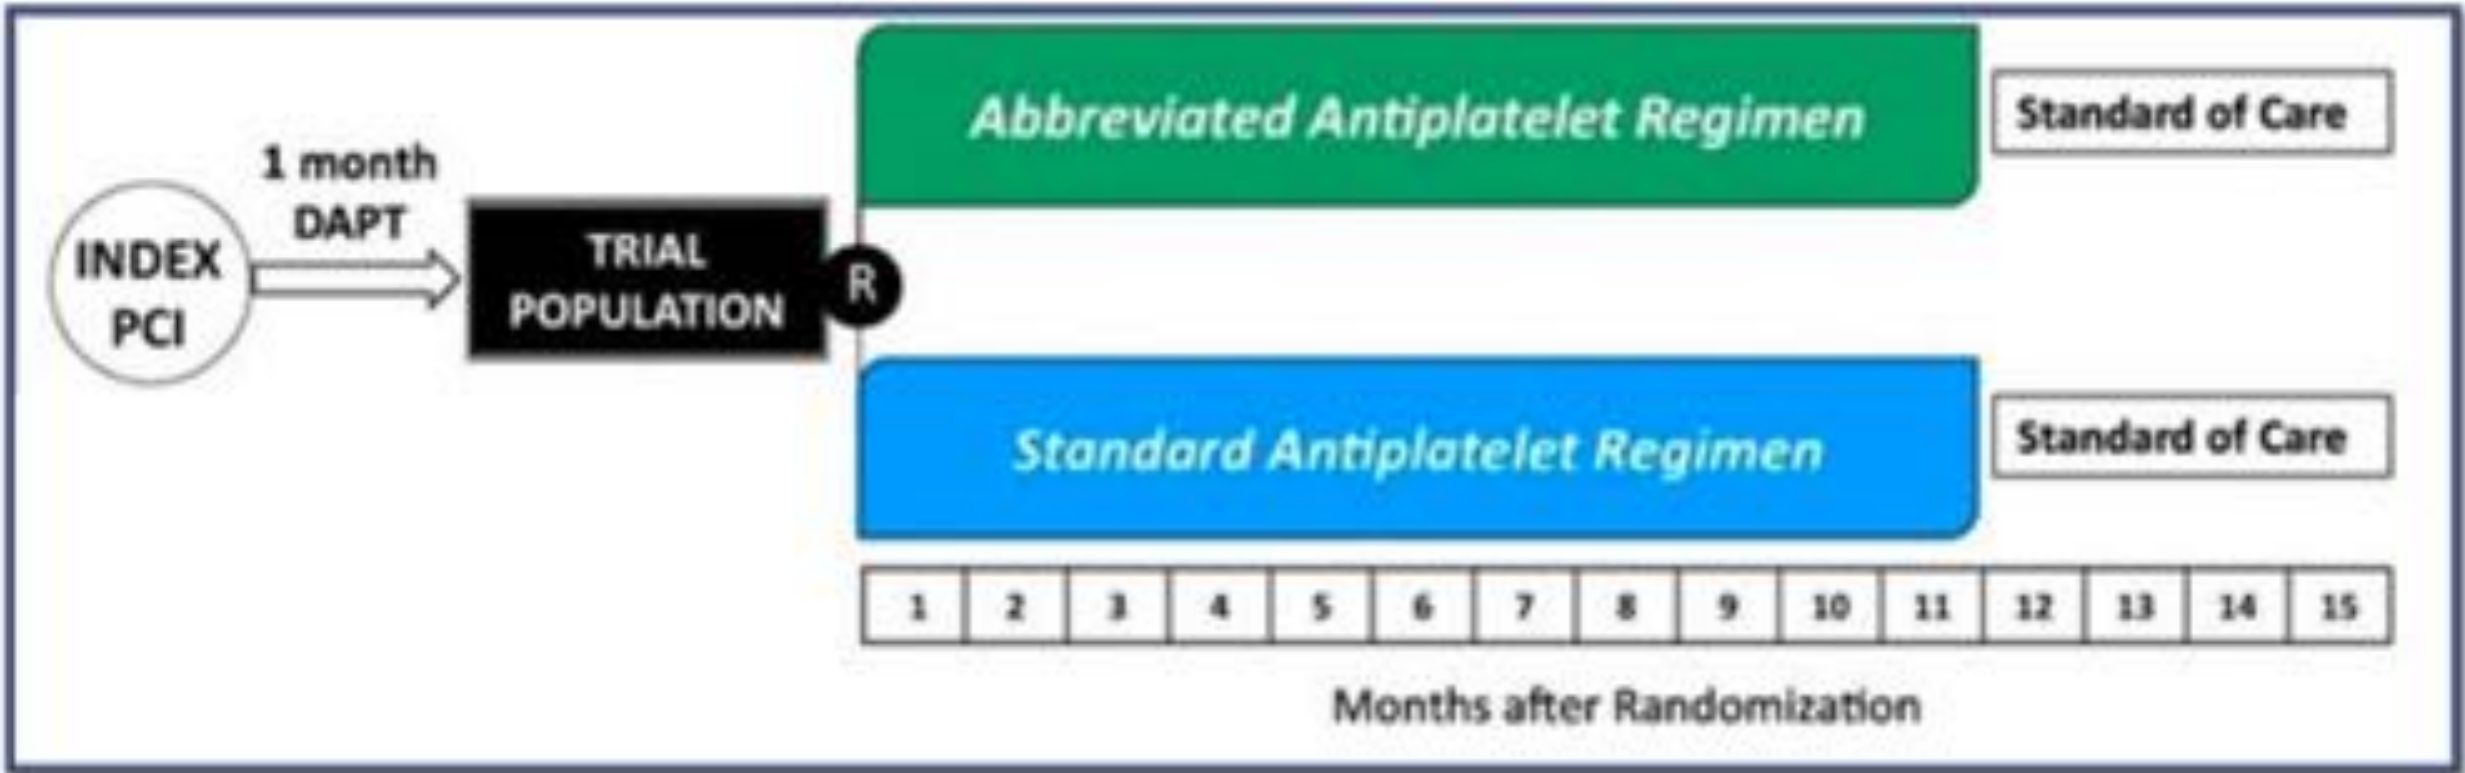 INDEX
PCI
1 month
DAPT
TRIAL
POPULATION
R
Abbreviated Antiplatelet Regimen
Standard of Care
Standard Antiplatelet Regimen
Standard of Care
1 2 3 4 5 6 7 8 9 10 11 12 13 14 15
Months after Randomization